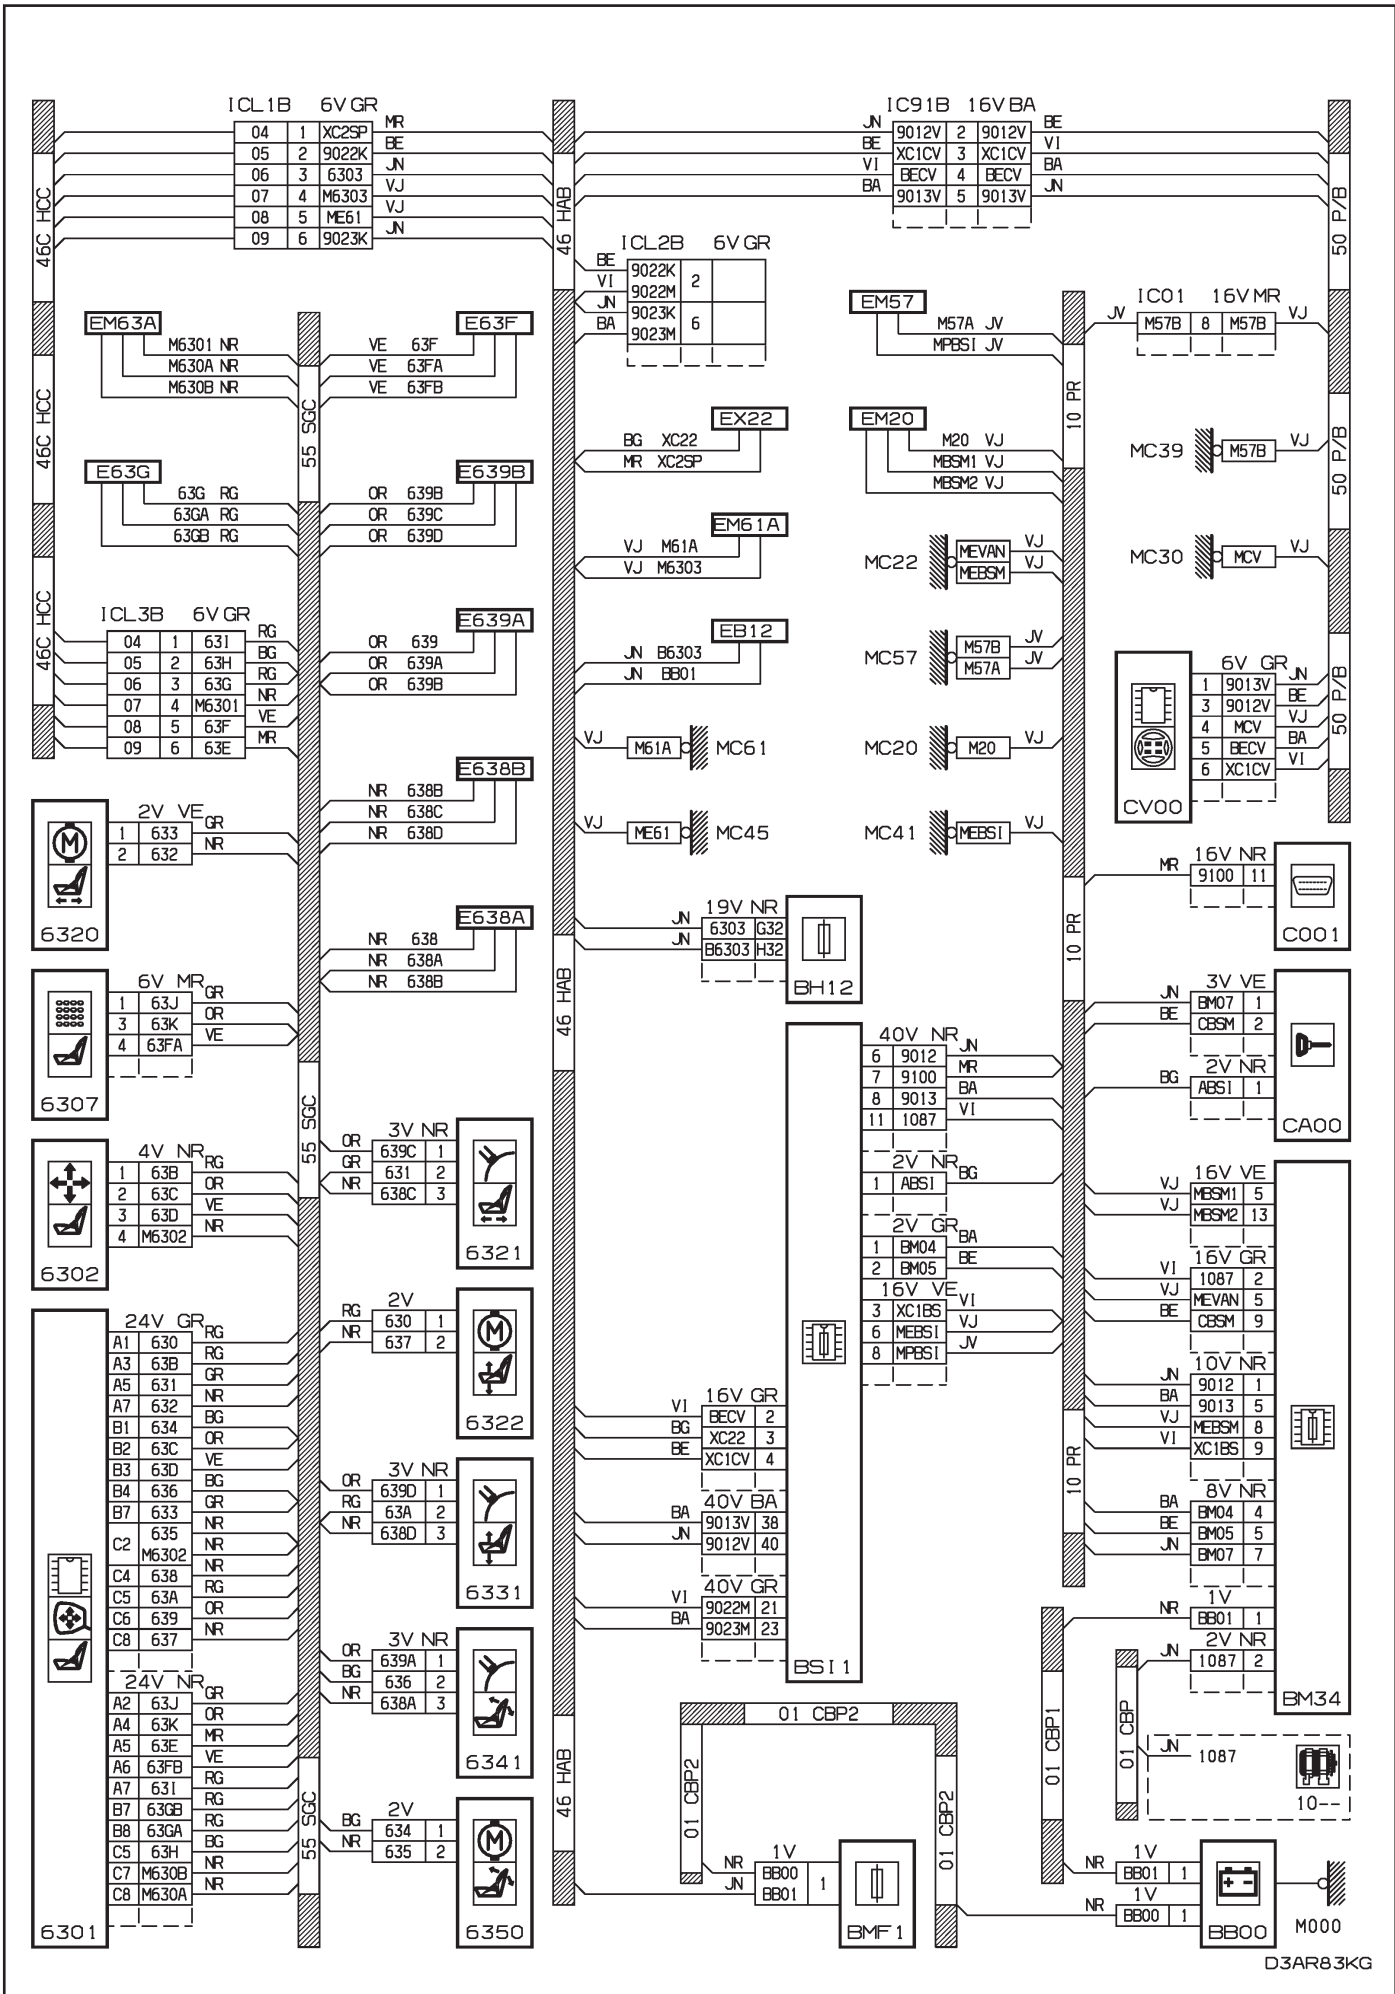 ICL1B 6V GR
04 1 XC2SP MR
05 2 9022K BE
06 3 6303 JN
07 4 M6303 VJ
08 5 ME61 VJ
09 6 9023K JN
IC91B 16V BA
JN 9012V 2 9012V BE
BE XC1CV 3 XC1CV VI
VI BECV 4 BECV BA
BA 9013V 5 9013V JN
46C HCC
46 HAB
50 P/B
ICL2B 6V GR
BE 9022K 2
VI 9022M
JN 9023K 6
BA 9023M
EM63A
M6301 NR
M630A NR
M630B NR
E63F
VE 63F
VE 63FA
VE 63FB
EM57
M57A JV
MPBSI JV
IC01 16V MR
JV M57B 8 M57B VJ
46C HCC
55 SGC
10 PR
50 P/B
EX22
BG XC22
MR XC2SP
EM20
M20 VJ
MBSM1 VJ
MBSM2 VJ
MC39 M57B VJ
E63G
63G RG
63GA RG
63GB RG
E639B
OR 639B
OR 639C
OR 639D
EM61A
VJ M61A
VJ M6303
MC22 MEVAN VJ
MEBSM VJ
MC30 MCV VJ
46C HCC
ICL3B 6V GR
04 1 63I RG
05 2 63H BG
06 3 63G RG
07 4 M6301 NR
08 5 63F VE
09 6 63E MR
E639A
OR 639
OR 639A
OR 639B
EB12
JN B6303
JN BB01
MC57 M57B JV
M57A JV
6V GR
1 9013V JN
3 9012V BE
4 MCV VJ
5 BECV BA
6 XC1CV VI
CV00
50 P/B
VJ M61A MC61
MC20 M20 VJ
VJ ME61 MC45
MC41 MEBSI VJ
E638B
NR 638B
NR 638C
NR 638D
2V VE
1 633 GR
2 632 NR
6320
16V NR
MR 9100 11
C001
E638A
NR 638
NR 638A
NR 638B
19V NR
JN 6303 G32
JN B6303 H32
BH12
46 HAB
10 PR
6V MR
1 63J GR
3 63K OR
4 63FA VE
6307
3V VE
JN BM07 1
BE CBSM 2
2V NR
BG ABSI 1
CA00
40V NR
6 9012 JN
7 9100 MR
8 9013 BA
11 1087 VI
2V NR
1 ABSI BG
2V GR
1 BM04 BA
2 BM05 BE
16V VE
3 XC1BS VI
6 MEBSI VJ
8 MPBSI JV
55 SGC
4V NR
1 63B RG
2 63C OR
3 63D VE
4 M6302 NR
6302
3V NR
OR 639C 1
GR 631 2
NR 638C 3
6321
16V VE
VJ MBSM1 5
VJ MBSM2 13
16V GR
VI 1087 2
VJ MEVAN 5
BE CBSM 9
10V NR
JN 9012 1
BA 9013 5
VJ MEBSM 8
VI XC1BS 9
8V NR
BA BM04 4
BE BM05 5
JN BM07 7
1V
NR BB01 1
2V NR
JN 1087 2
BM34
10 PR
2V
RG 630 1
NR 637 2
6322
16V GR
VI BECV 2
BG XC22 3
BE XC1CV 4
40V BA
BA 9013V 38
JN 9012V 40
40V GR
VI 9022M 21
BA 9023M 23
BSI1
24V GR
A1 630 RG
A3 63B RG
A5 631 GR
A7 632 NR
B1 634 BG
B2 63C OR
B3 63D VE
B4 636 BG
B7 633 GR
C2 635 NR
M6302 NR
C4 638 NR
C5 63A RG
C6 639 OR
C8 637 NR
24V NR
A2 63J GR
A4 63K OR
A5 63E MR
A6 63FB VE
A7 63I RG
B7 63GB RG
B8 63GA RG
C5 63H BG
C7 M630B NR
C8 M630A NR
6301
3V NR
OR 639D 1
RG 63A 2
NR 638D 3
6331
3V NR
OR 639A 1
BG 636 2
NR 638A 3
6341
55 SGC
46 HAB
2V
BG 634 1
NR 635 2
6350
01 CBP2
01 CBP2
01 CBP2
01 CBP1
01 CBP
JN 1087
10--
1V
NR BB00 1
JN BB01
BMF1
1V
NR BB01 1
1V
NR BB00 1
BB00
M000
D3AR83KG